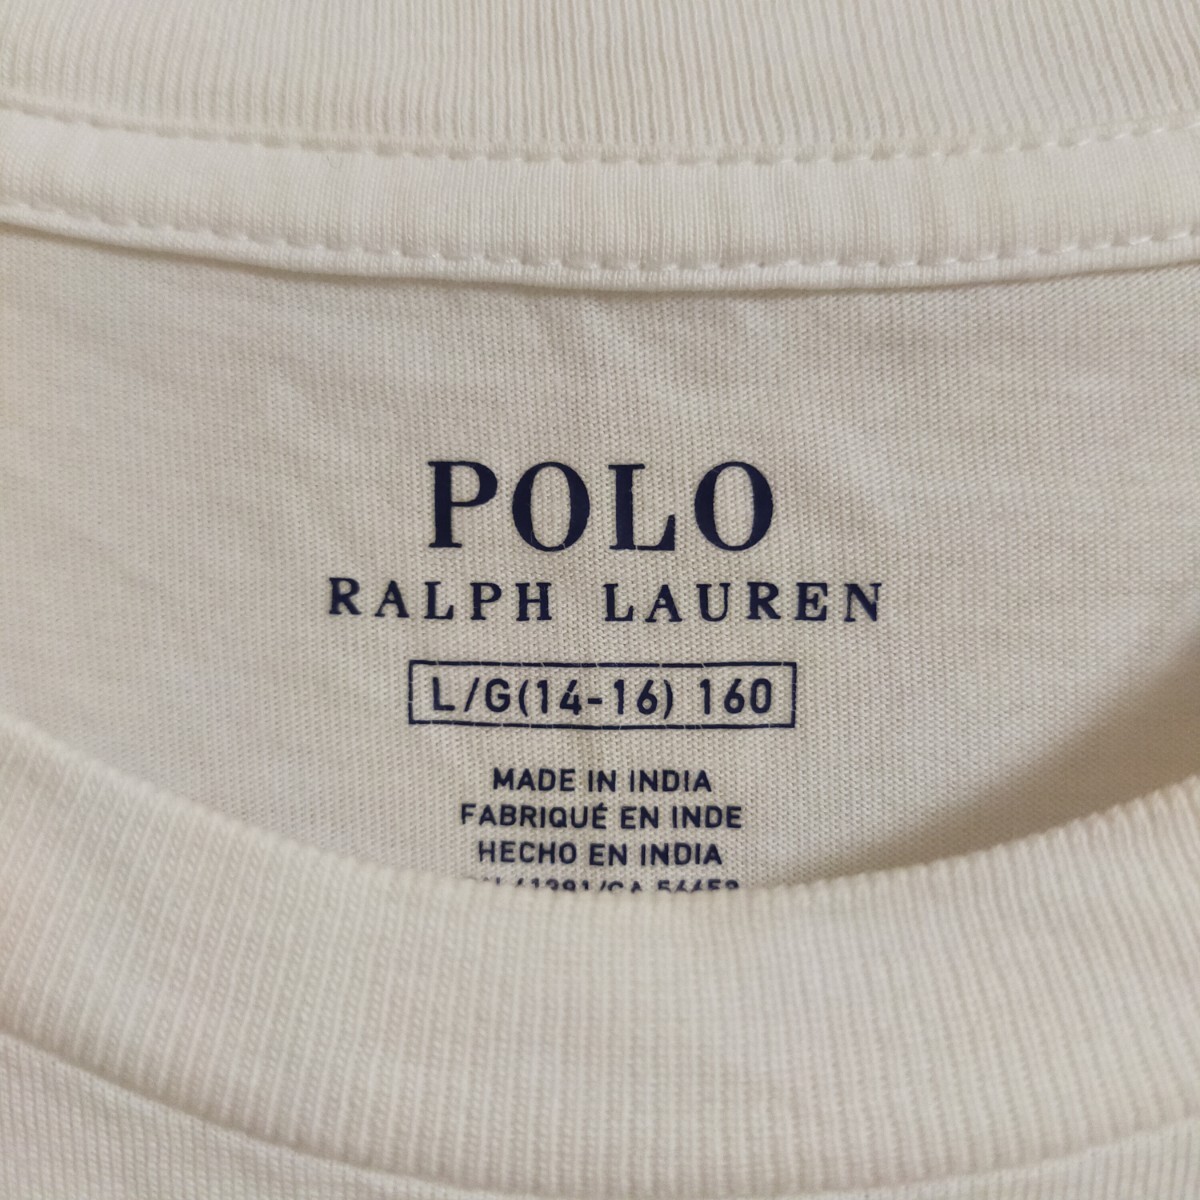 POLO
RALPH LAUREN
L/G(14-16) 160
MADE IN INDIA
FABRIQUÉ EN INDE
HECHO EN INDIA